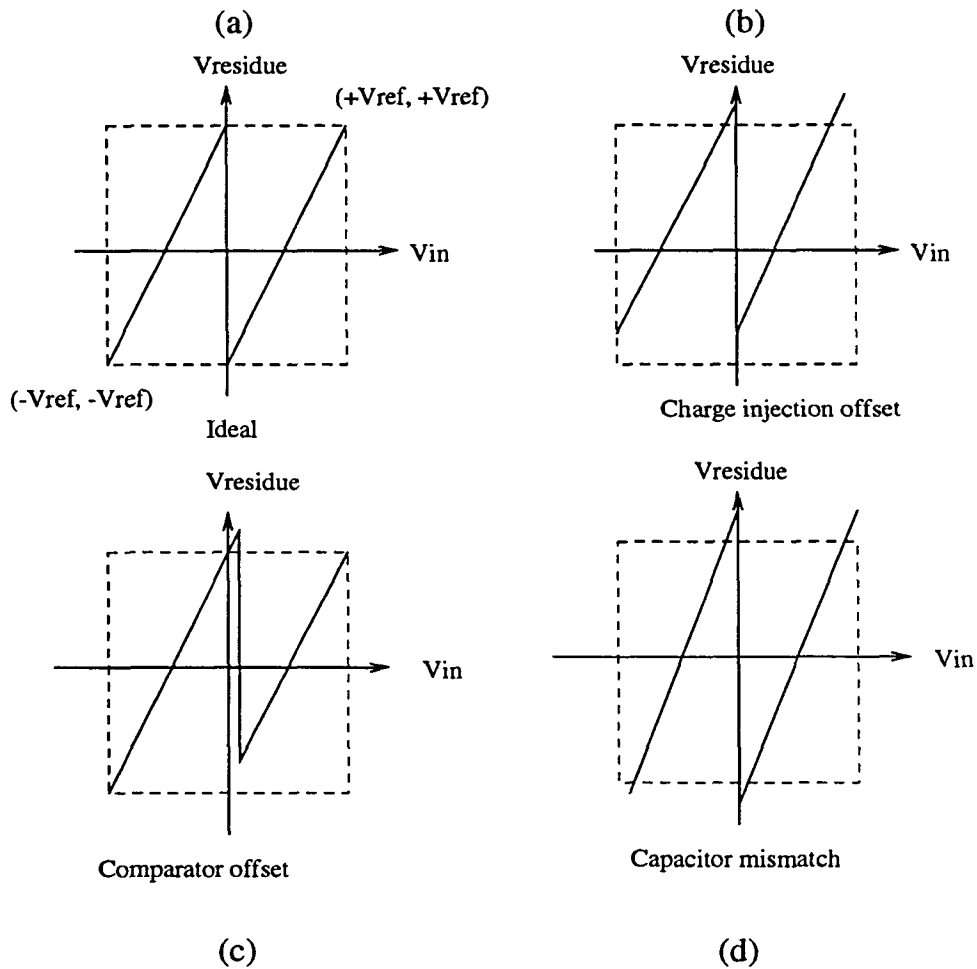 (a)
(b)
Vresidue
(+Vref, +Vref)
Vin
(-Vref, -Vref)
Ideal
Vresidue
Vin
Charge injection offset
Vresidue
Vin
Comparator offset
Vresidue
Vin
Capacitor mismatch
(c)
(d)